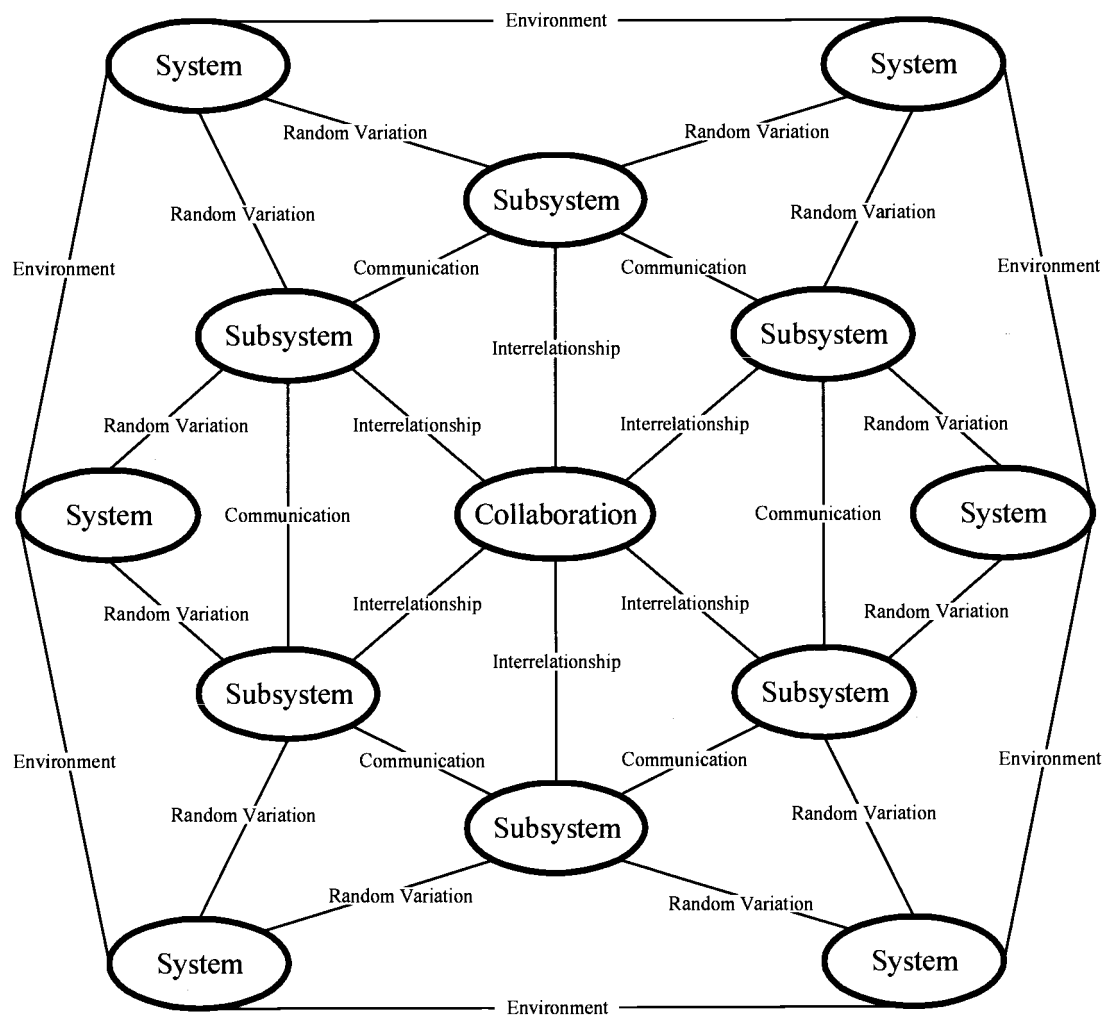 Environment
System
System
Random Variation
Random Variation
Subsystem
Random Variation
Random Variation
Communication
Communication
Environment
Environment
Subsystem
Subsystem
Interrelationship
Random Variation
Interrelationship
Interrelationship
Random Variation
System
Communication
Collaboration
Communication
System
Random Variation
Interrelationship
Interrelationship
Random Variation
Interrelationship
Subsystem
Subsystem
Environment
Communication
Communication
Environment
Random Variation
Random Variation
Subsystem
Random Variation
Random Variation
System
System
Environment